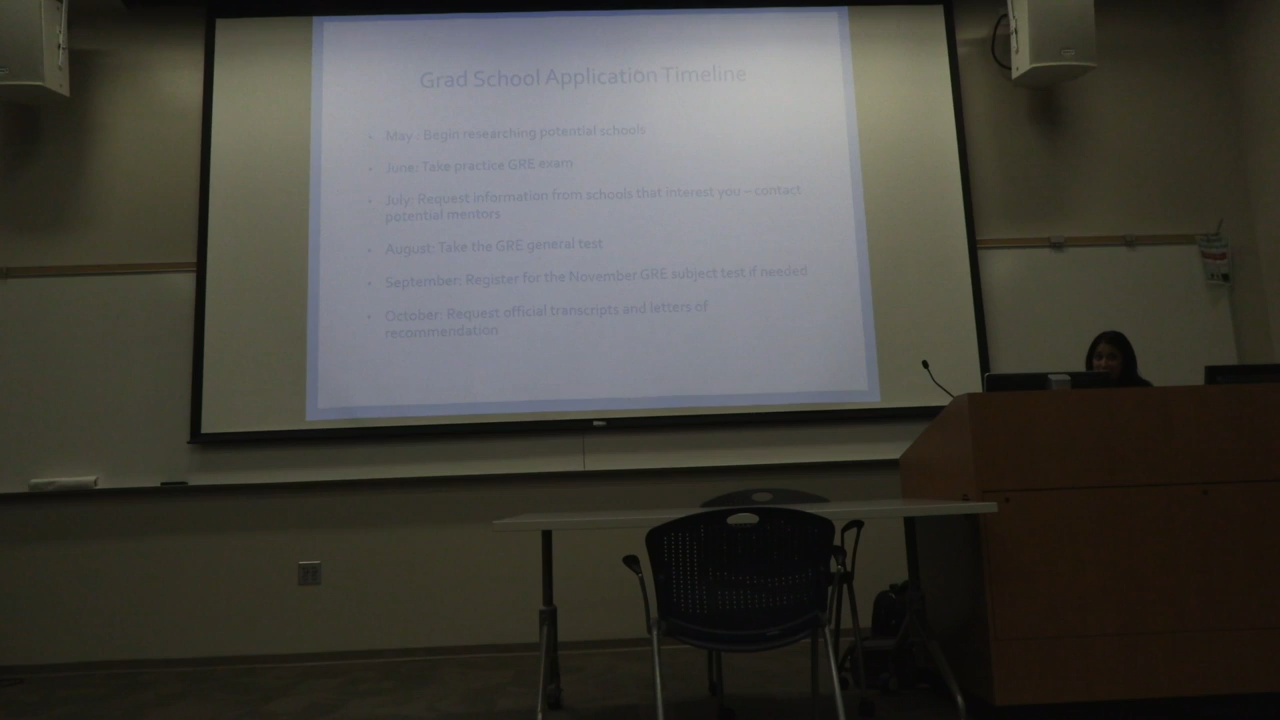 Grad School Application Timeline
• May : Begin researching potential schools
• June: Take practice GRE exam
• July: Request information from schools that interest you – contact
potential mentors
• August: Take the GRE general test
• September: Register for the November GRE subject test if needed
• October: Request official transcripts and letters of
recommendation